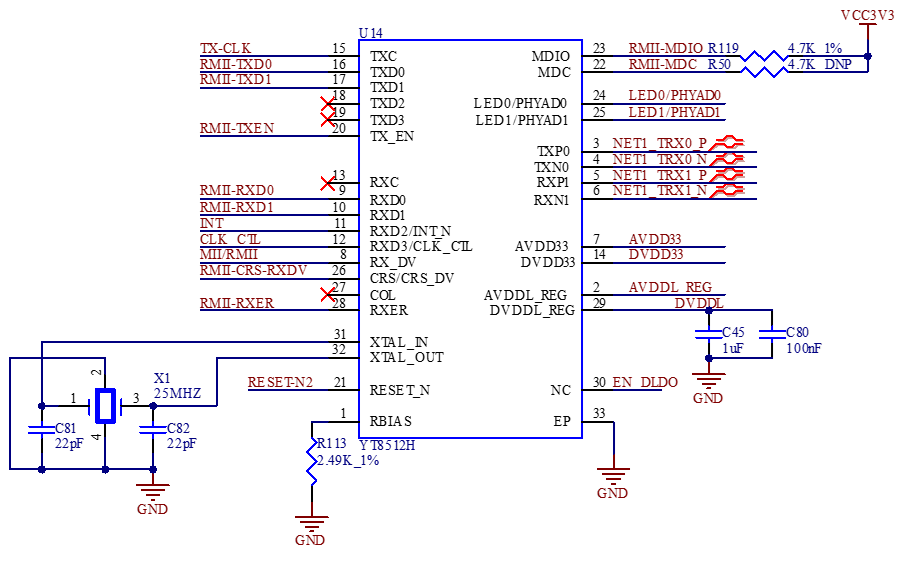 VCC3V3
U14
TX-CLK 15 TXC MDIO 23 RMII-MDIO R119 4.7K 1%
RMII-TXD0 16 TXD0 MDC 22 RMII-MDC R50 4.7K DNP
RMII-TXD1 17 TXD1
18 TXD2 LED0/PHYAD0 24 LED0/PHYAD0
19 TXD3 LED1/PHYAD1 25 LED1/PHYAD1
RMII-TXEN 20 TX_EN
TXP0 3 NET1_TRX0_P
TXN0 4 NET1_TRX0_N
13 RXC RXP1 5 NET1_TRX1_P
RMII-RXD0 9 RXD0 RXN1 6 NET1_TRX1_N
RMII-RXD1 10 RXD1
INT 11 RXD2/INT_N
CLK_CTL 12 RXD3/CLK_CTL AVDD33 7 AVDD33
MII/RMII 8 RX_DV DVDD33 14 DVDD33
RMII-CRS-RXDV 26 CRS/CRS_DV
27 COL AVDDL_REG 2 AVDDL_REG
RMII-RXER 28 RXER DVDDL_REG 29 DVDDL
31 XTAL_IN C45 C80
32 XTAL_OUT 1uF 100nF
GND
2 X1
25MHZ
RESET-N2 21 RESET_N NC 30 EN_DLDO
1 3
1 RBIAS EP 33
C81 4 C82
22pF 22pF
R113 YT8512H
2.49K_1%
GND
GND
GND